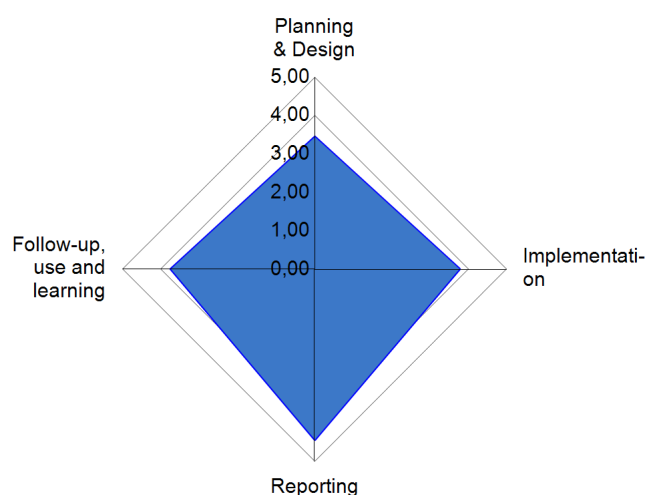 Planning
& Design
5,00
4,00
3,00
2,00
1,00
0,00
Follow-up,
use and
learning
Implementati-
on
Reporting